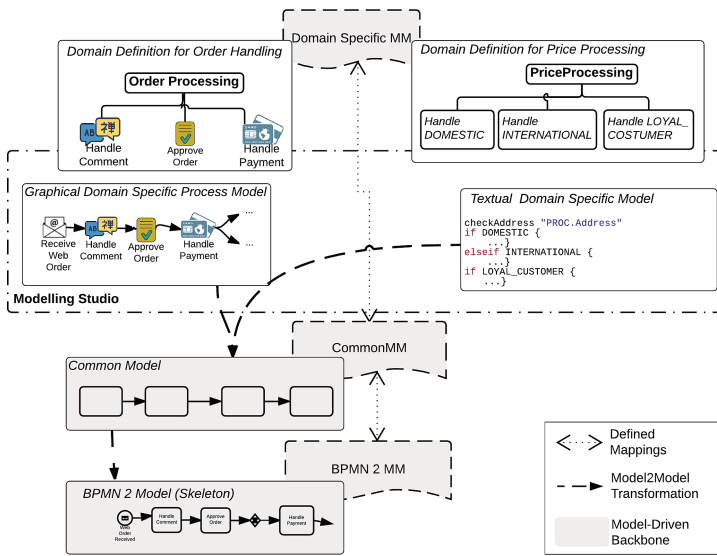 Domain Specific MM
Domain Definition for Order Handling
Order Processing
AB 禅
Handle
Comment
Approve
Order
Handle
Payment
Domain Definition for Price Processing
PriceProcessing
Handle
DOMESTIC
Handle
INTERNATIONAL
Handle LOYAL_
COSTUMER
Graphical Domain Specific Process Model
@
Receive
Web
Order
AB 禅
Handle
Comment
Approve
Order
Handle
Payment
...
...
Modelling Studio
Textual Domain Specific Model
checkAddress "PROC.Address"
if DOMESTIC {
...}
elseif INTERNATIONAL {
...}
if LOYAL_CUSTOMER {
...}
CommonMM
Common Model
BPMN 2 MM
BPMN 2 Model (Skeleton)
Web
Order
Received
Handle
Comment
Approve
Order
Handle
Payment
Defined
Mappings
Model2Model
Transformation
Model-Driven
Backbone